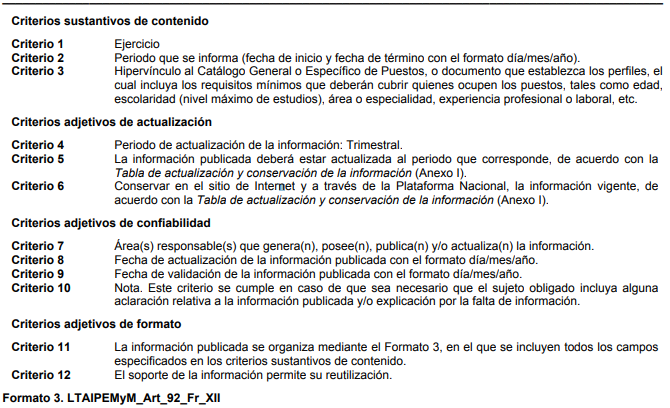 Criterios sustantivos de contenido
Criterio 1 Ejercicio
Criterio 2 Periodo que se informa (fecha de inicio y fecha de término con el formato día/mes/año).
Criterio 3 Hipervínculo al Catálogo General o Específico de Puestos, o documento que establezca los perfiles, el
cual incluya los requisitos mínimos que deberán cubrir quienes ocupen los puestos, tales como edad,
escolaridad (nivel máximo de estudios), área o especialidad, experiencia profesional o laboral, etc.
Criterios adjetivos de actualización
Criterio 4 Periodo de actualización de la información: Trimestral.
Criterio 5 La información publicada deberá estar actualizada al periodo que corresponde, de acuerdo con la
Tabla de actualización y conservación de la información (Anexo I).
Criterio 6 Conservar en el sitio de Internet y a través de la Plataforma Nacional, la información vigente, de
acuerdo con la Tabla de actualización y conservación de la información (Anexo I).
Criterios adjetivos de confiabilidad
Criterio 7 Área(s) responsable(s) que genera(n), posee(n), publica(n) y/o actualiza(n) la información.
Criterio 8 Fecha de actualización de la información publicada con el formato día/mes/año.
Criterio 9 Fecha de validación de la información publicada con el formato día/mes/año.
Criterio 10 Nota. Este criterio se cumple en caso de que sea necesario que el sujeto obligado incluya alguna
aclaración relativa a la información publicada y/o explicación por la falta de información.
Criterios adjetivos de formato
Criterio 11 La información publicada se organiza mediante el Formato 3, en el que se incluyen todos los campos
especificados en los criterios sustantivos de contenido.
Criterio 12 El soporte de la información permite su reutilización.
Formato 3. LTAIPEMyM_Art_92_Fr_XII